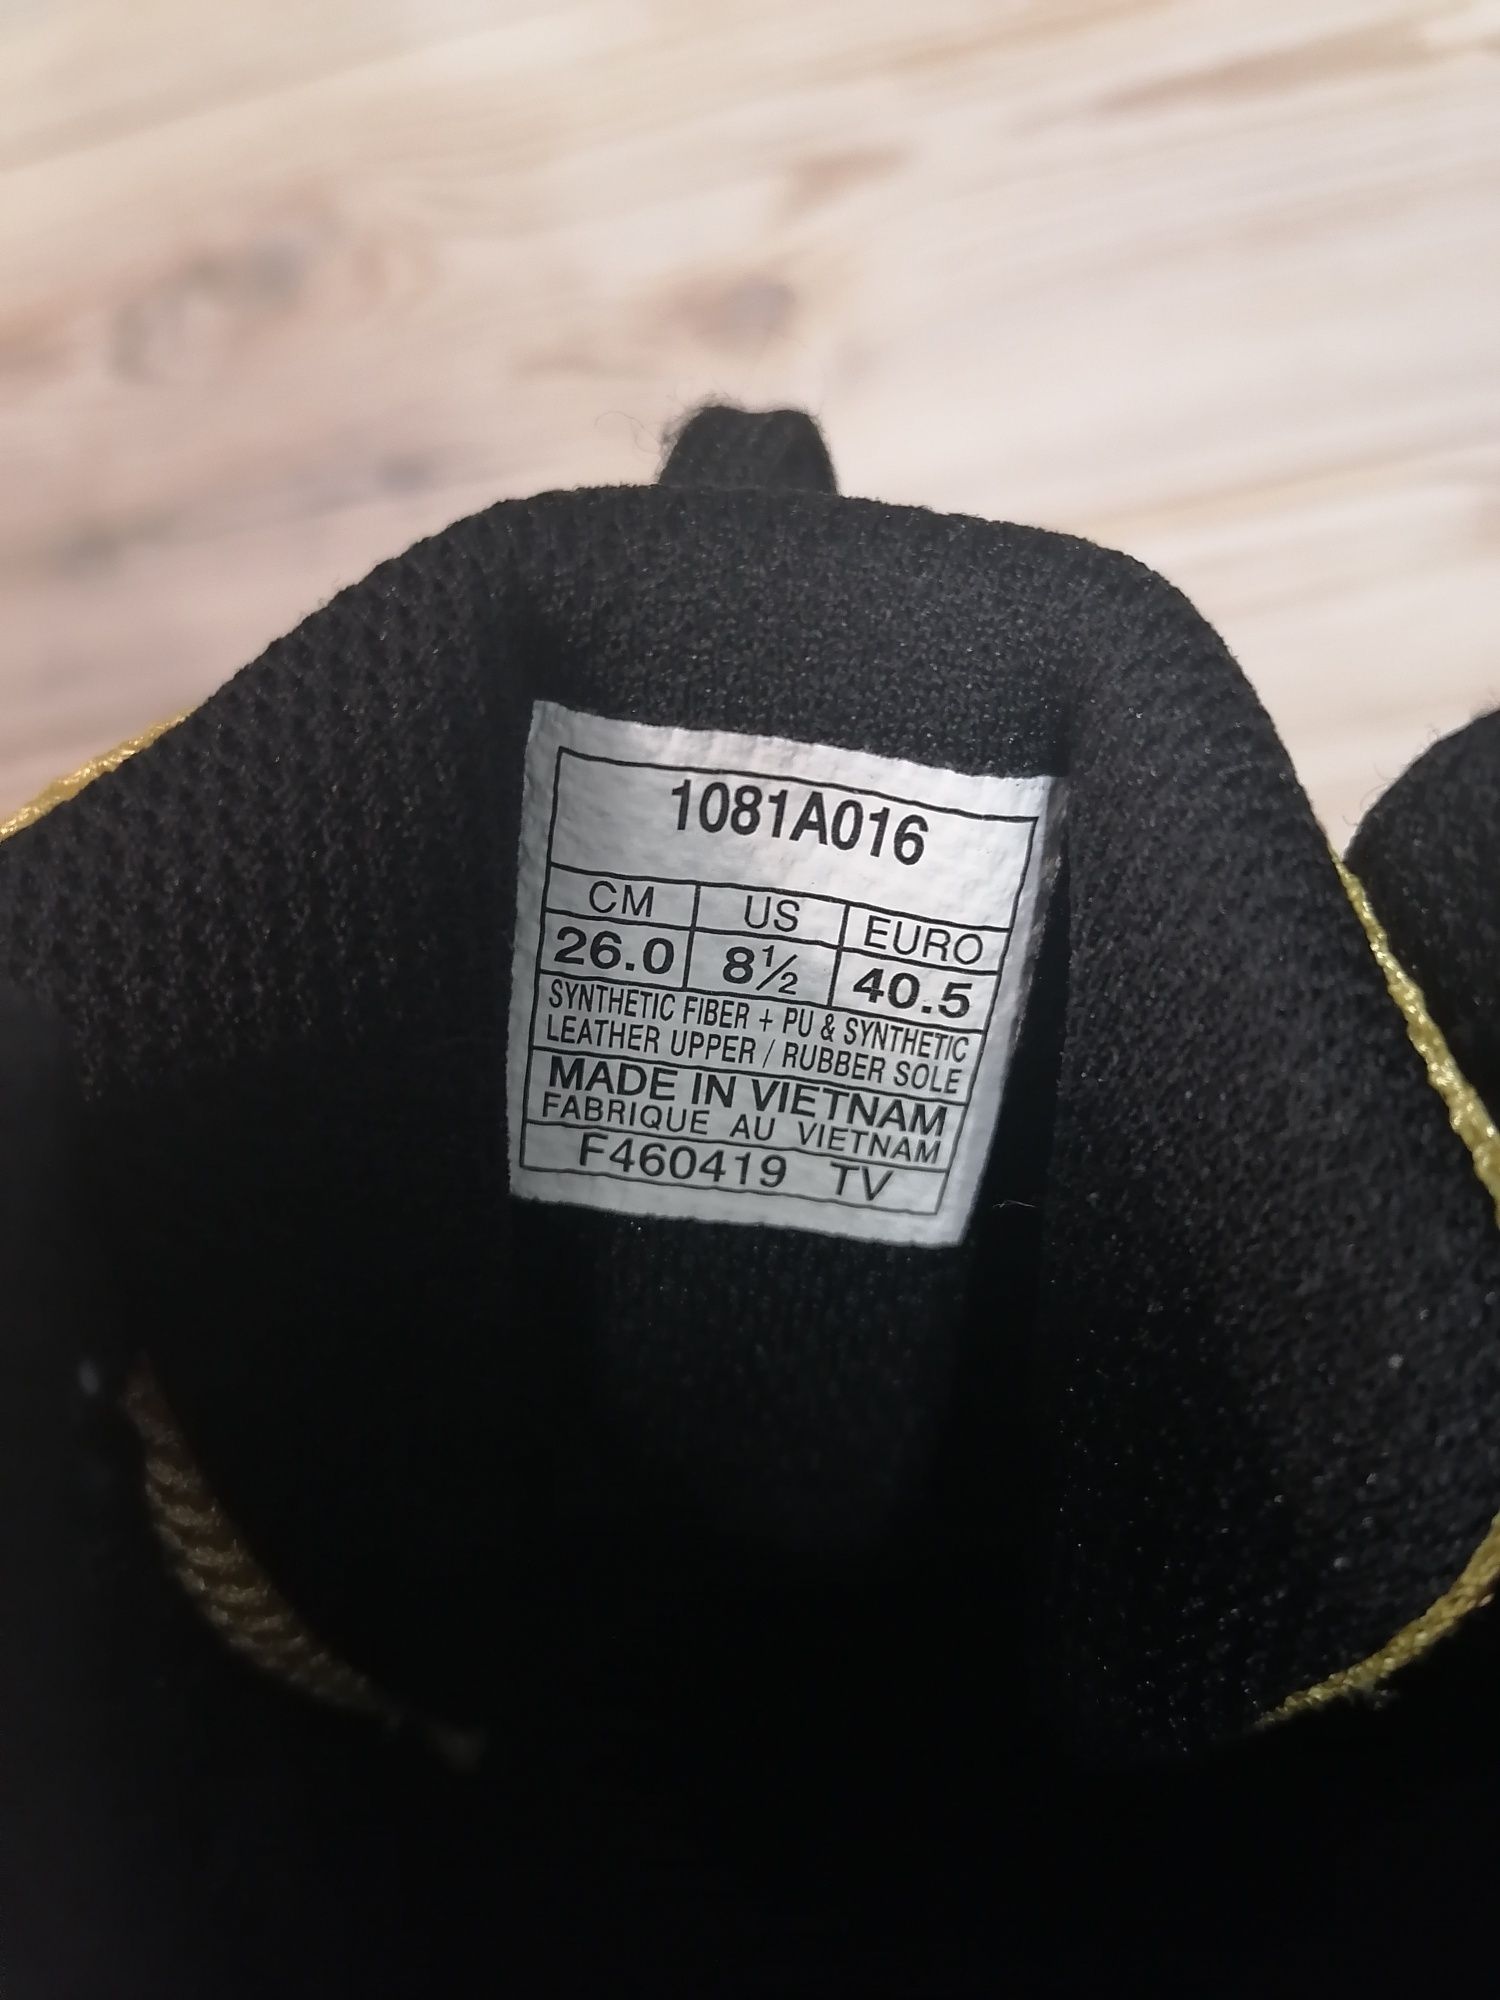 1081A016
CM US EURO
26.0 8½ 40.5
SYNTHETIC FIBER + PU & SYNTHETIC
LEATHER UPPER / RUBBER SOLE
MADE IN VIETNAM
FABRIQUE AU VIETNAM
F460419 TV